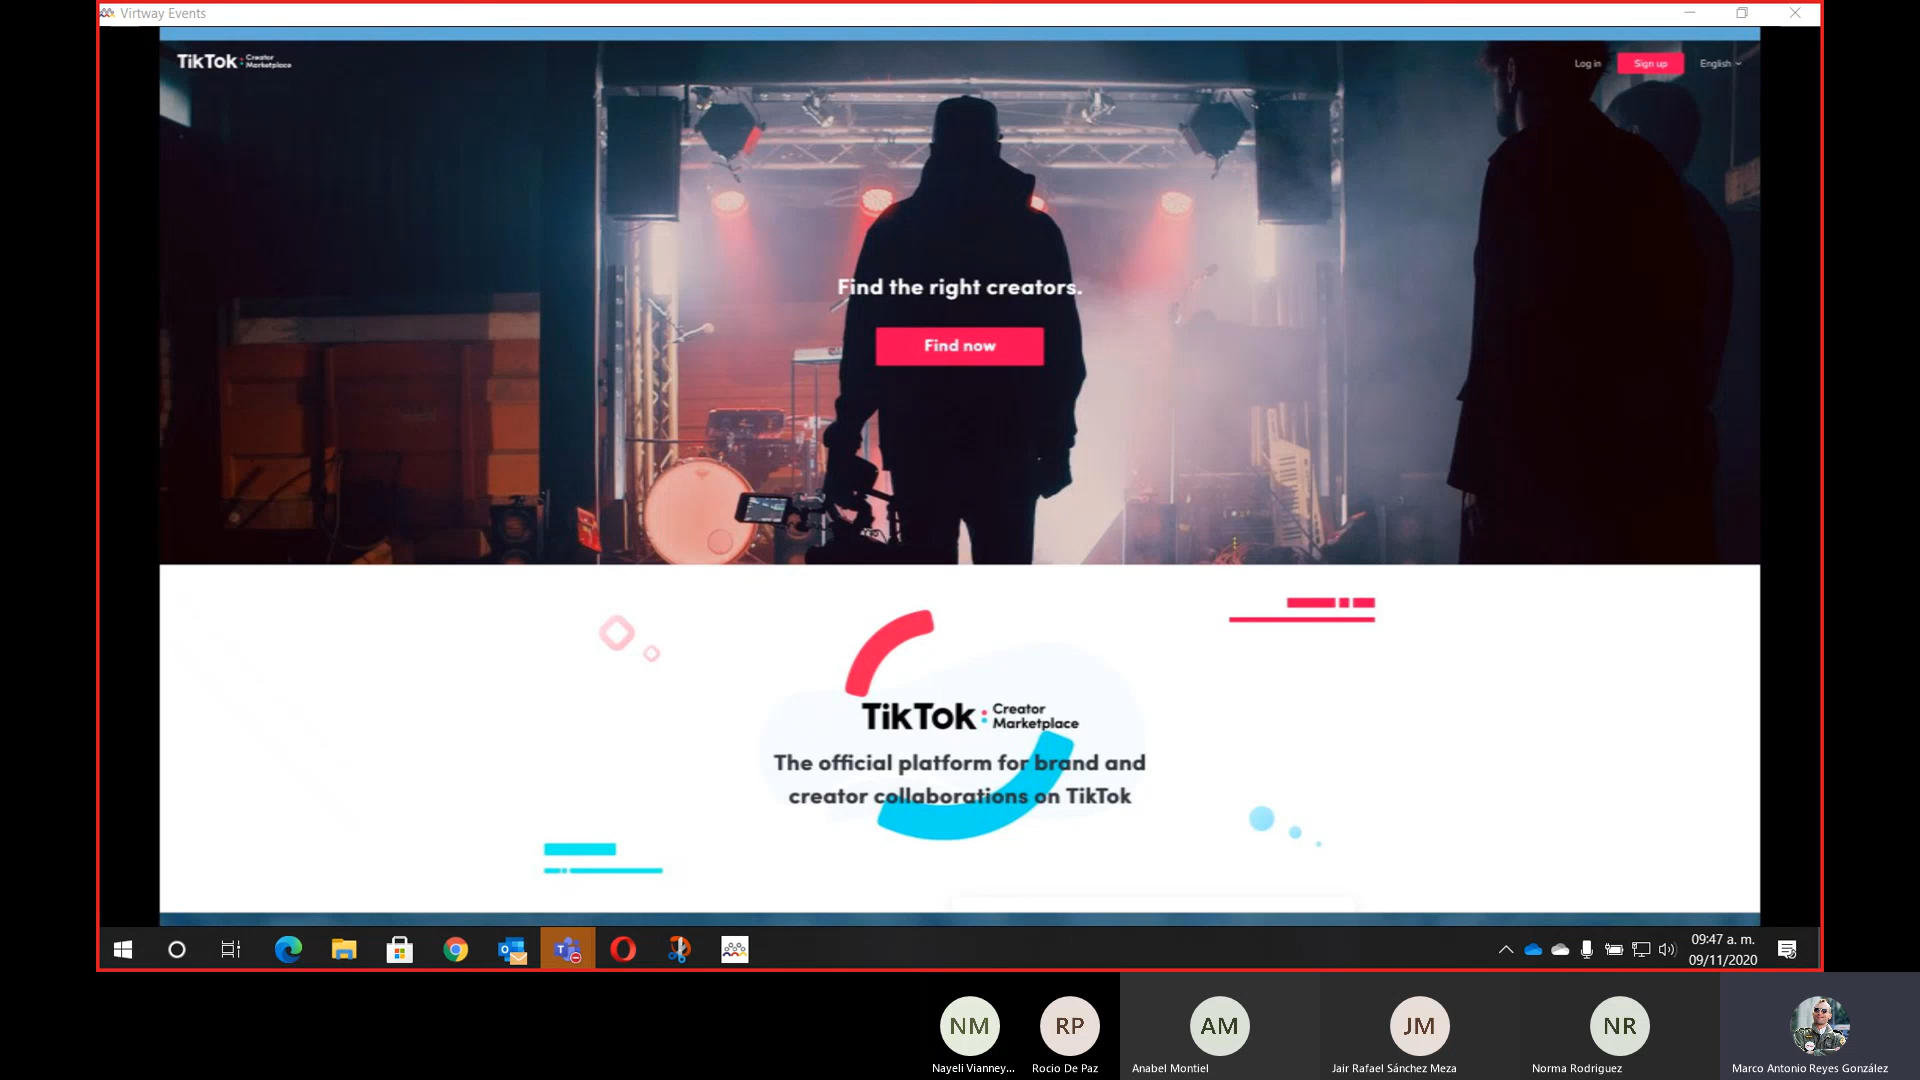 Virtway Events
TikTok: Creator Marketplace
Log in
Sign up
English
Find the right creators.
Find now
TikTok: Creator Marketplace
The official platform for brand and
creator collaborations on TikTok
09:47 a. m.
09/11/2020
NM
RP
AM
JM
NR
Nayeli Vianney...
Rocio De Paz
Anabel Montiel
Jair Rafael Sánchez Meza
Norma Rodriguez
Marco Antonio Reyes González